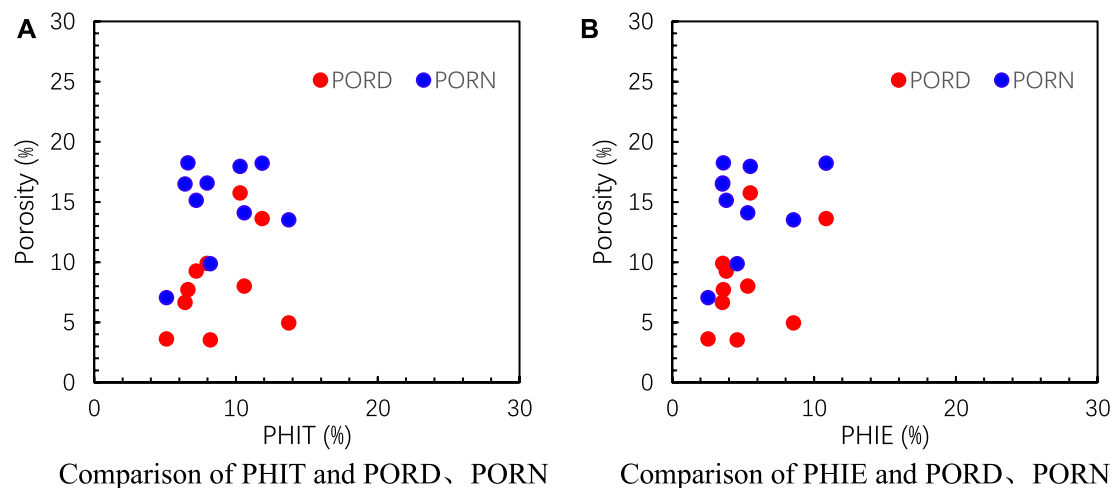 A
30
25
20
15
10
5
0
Porosity (%)
PORD PORN
0 10 20 30
PHIT (%)
Comparison of PHIT and PORD、PORN
B
30
25
20
15
10
5
0
Porosity (%)
PORD PORN
0 10 20 30
PHIE (%)
Comparison of PHIE and PORD、PORN